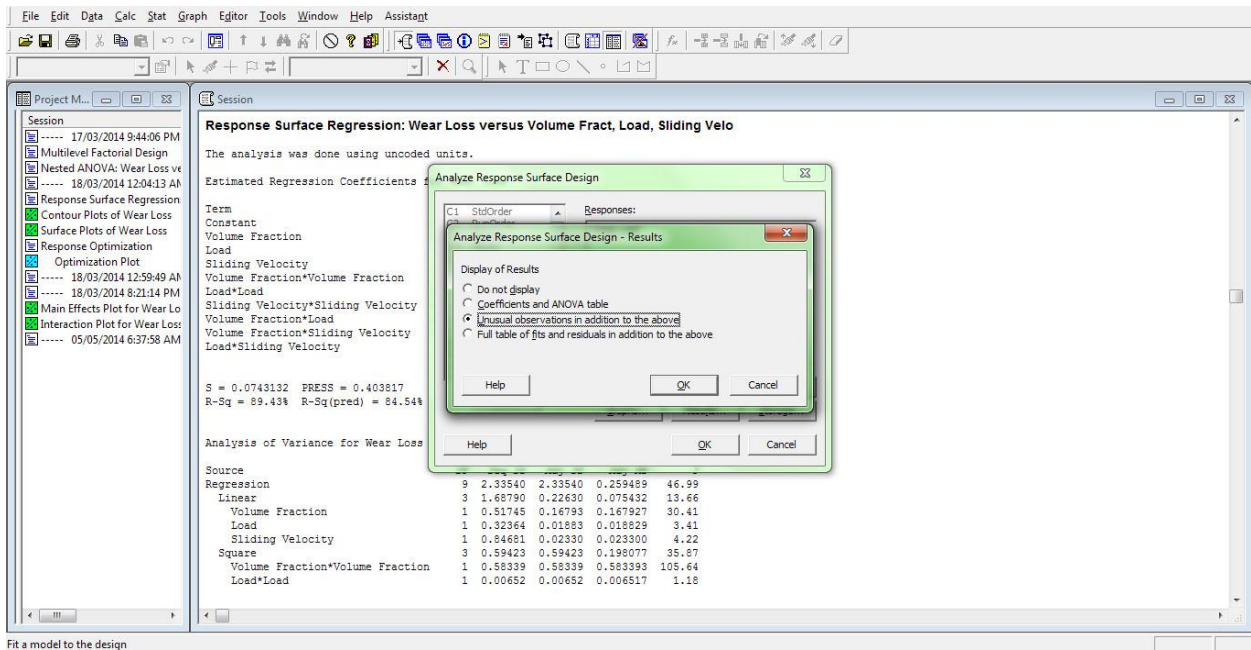 File Edit Data Calc Stat Graph Editor Tools Window Help Assistant
Project M...
Session
----- 17/03/2014 9:44:06 PM
Multilevel Factorial Design
Nested ANOVA: Wear Loss ve
----- 18/03/2014 12:04:13 AM
Response Surface Regression:
Contour Plots of Wear Loss
Surface Plots of Wear Loss
Response Optimization
Optimization Plot
----- 18/03/2014 12:59:49 AM
----- 18/03/2014 8:21:14 PM
Main Effects Plot for Wear Lo
Interaction Plot for Wear Loss
----- 05/05/2014 6:37:58 AM
Session
Response Surface Regression: Wear Loss versus Volume Fract, Load, Sliding Velo
The analysis was done using uncoded units.
Estimated Regression Coefficients
Term
Constant
Volume Fraction
Load
Sliding Velocity
Volume Fraction*Volume Fraction
Load*Load
Sliding Velocity*Sliding Velocity
Volume Fraction*Load
Volume Fraction*Sliding Velocity
Load*Sliding Velocity
S = 0.0743132 PRESS = 0.403817
R-Sq = 89.43% R-Sq(pred) = 84.54%
Analysis of Variance for Wear Loss
Source
Regression 9 2.33540 2.33540 0.259489 46.99
Linear 3 1.68790 0.22630 0.075432 13.66
Volume Fraction 1 0.51745 0.16793 0.167927 30.41
Load 1 0.32364 0.01883 0.018829 3.41
Sliding Velocity 1 0.84681 0.02330 0.023300 4.22
Square 3 0.59423 0.59423 0.198077 35.87
Volume Fraction*Volume Fraction 1 0.58339 0.58339 0.583393 105.64
Load*Load 1 0.00652 0.00652 0.006517 1.18
Analyze Response Surface Design
C1 StdOrder
Responses:
Analyze Response Surface Design - Results
Display of Results
Do not display
Coefficients and ANOVA table
Unusual observations in addition to the above
Full table of fits and residuals in addition to the above
Help OK Cancel
Help OK Cancel
Fit a model to the design